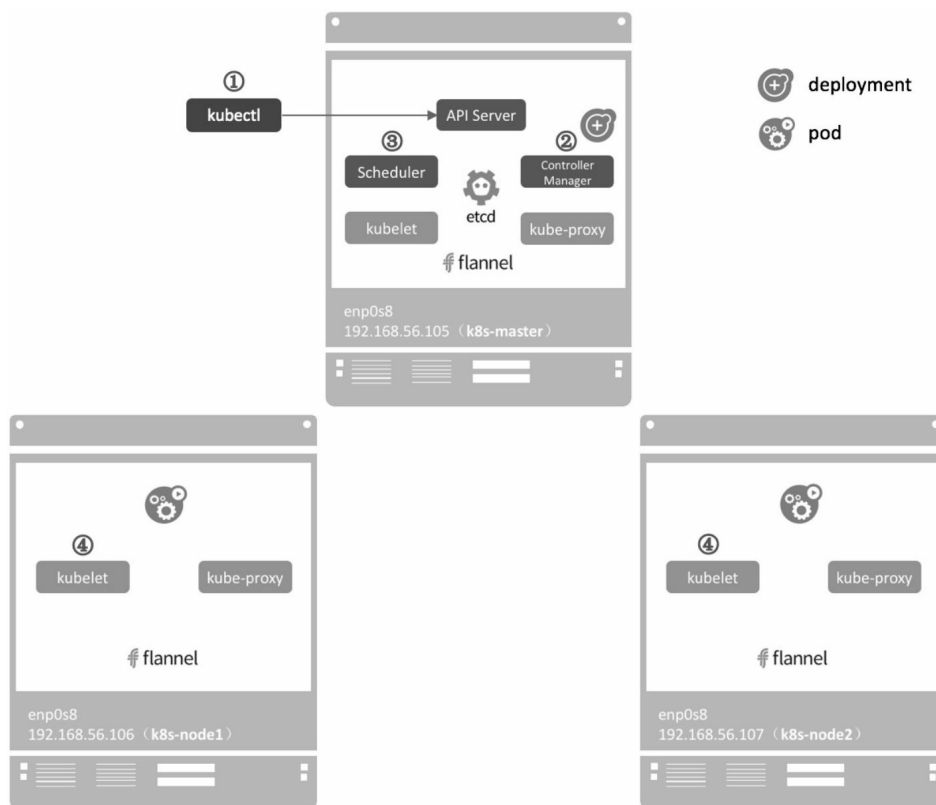 ①
kubectl
API Server
deployment
pod
③
②
Scheduler
Controller
Manager
etcd
kubelet
kube-proxy
flannel
enp0s8
192.168.56.105（k8s-master）
④
kubelet
kube-proxy
flannel
enp0s8
192.168.56.106（k8s-node1）
④
kubelet
kube-proxy
flannel
enp0s8
192.168.56.107（k8s-node2）